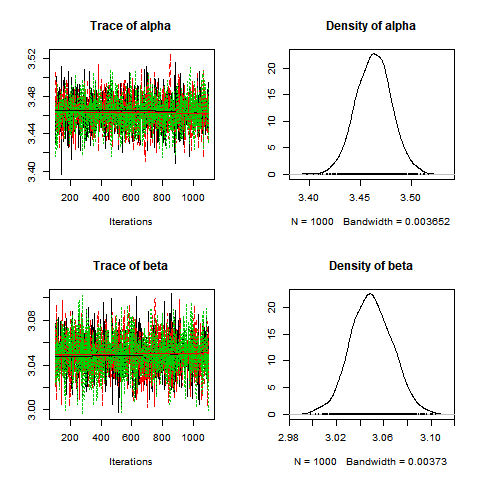 Trace of alpha
3.40 3.44 3.48 3.52
200 400 600 800 1000
Iterations
Density of alpha
0 5 10 15 20
3.40 3.45 3.50
N = 1000 Bandwidth = 0.003652
Trace of beta
3.00 3.04 3.08
200 400 600 800 1000
Iterations
Density of beta
0 5 10 15 20
2.98 3.02 3.06 3.10
N = 1000 Bandwidth = 0.00373